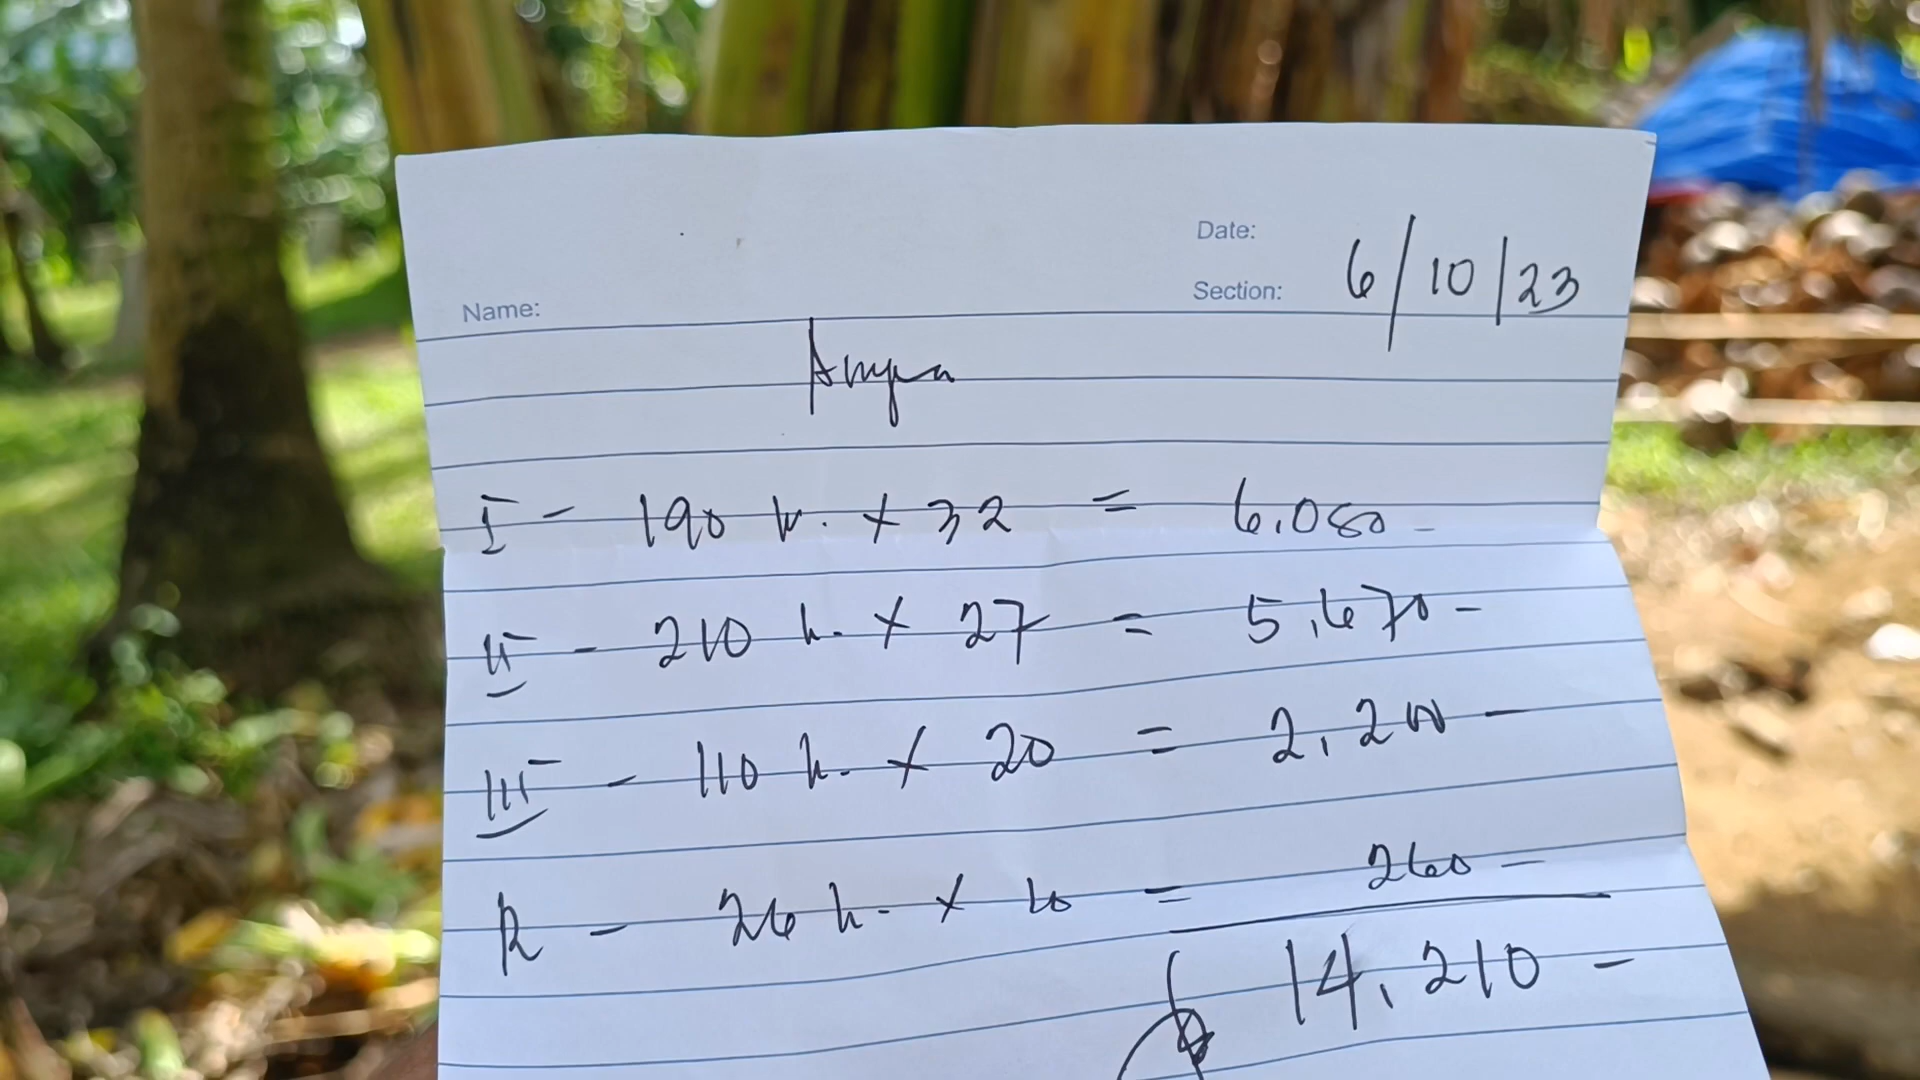 Date:
Section: 6/10/23
Name:
I - 190 k. x 32 = 6,080 -
II - 210 k. x 27 = 5,670 -
III - 110 k. x 20 = 2,200 -
R - 26 k. x 10 = 260 -
14,210 -